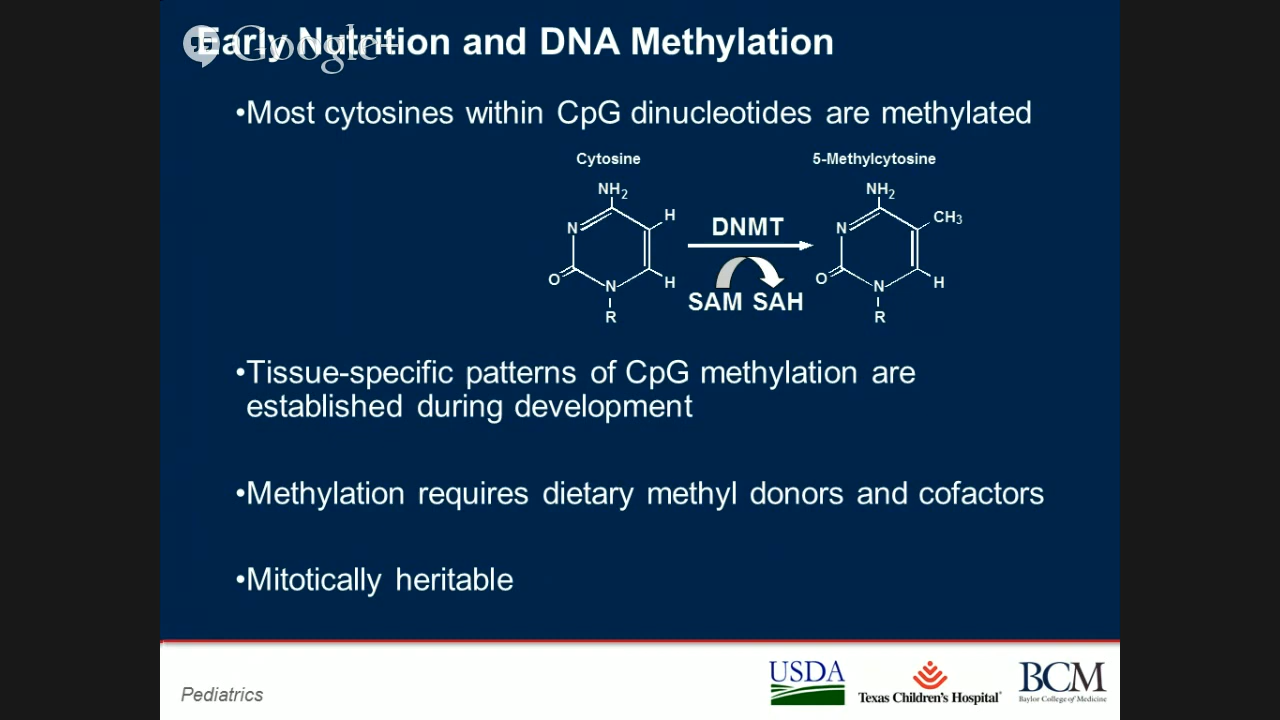 Early Nutrition and DNA Methylation
Google+
•Most cytosines within CpG dinucleotides are methylated
Cytosine
5-Methylcytosine
NH₂
N
H
H
O
N
R
DNMT
SAM SAH
NH₂
N
CH₃
H
O
N
R
•Tissue-specific patterns of CpG methylation are
established during development
•Methylation requires dietary methyl donors and cofactors
•Mitotically heritable
Pediatrics
USDA
Texas Children's Hospital®
BCM
Baylor College of Medicine